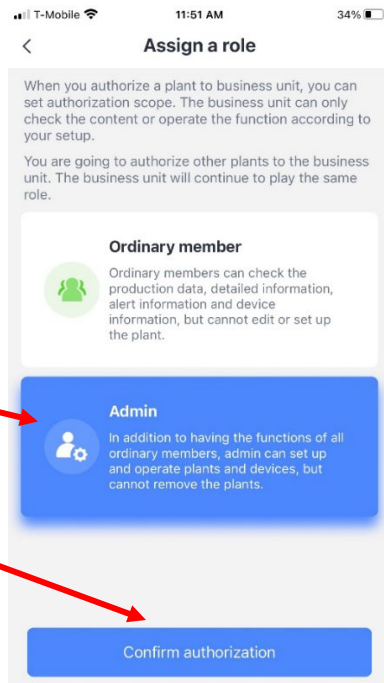 T-Mobile 11:51 AM 34%
Assign a role
When you authorize a plant to business unit, you can
set authorization scope. The business unit can only
check the content or operate the function according to
your setup.
You are going to authorize other plants to the business
unit. The business unit will continue to play the same
role.
Ordinary member
Ordinary members can check the
production data, detailed information,
alert information and device
information, but cannot edit or set up
the plant.
Admin
In addition to having the functions of all
ordinary members, admin can set up
and operate plants and devices, but
cannot remove the plants.
Confirm authorization